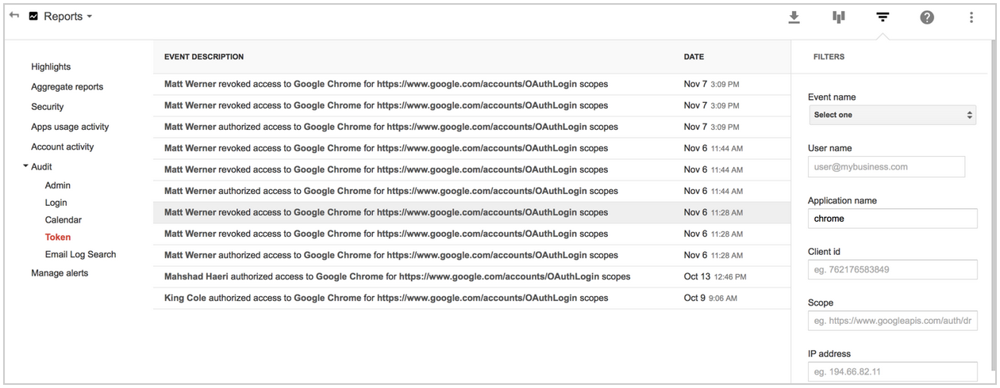 Reports
Highlights
Aggregate reports
Security
Apps usage activity
Account activity
Audit
Admin
Login
Calendar
Token
Email Log Search
Manage alerts
EVENT DESCRIPTION DATE
Matt Werner revoked access to Google Chrome for https://www.google.com/accounts/OAuthLogin scopes Nov 7 3:09 PM
Matt Werner revoked access to Google Chrome for https://www.google.com/accounts/OAuthLogin scopes Nov 7 3:09 PM
Matt Werner authorized access to Google Chrome for https://www.google.com/accounts/OAuthLogin scopes Nov 7 3:09 PM
Matt Werner revoked access to Google Chrome for https://www.google.com/accounts/OAuthLogin scopes Nov 6 11:44 AM
Matt Werner revoked access to Google Chrome for https://www.google.com/accounts/OAuthLogin scopes Nov 6 11:44 AM
Matt Werner authorized access to Google Chrome for https://www.google.com/accounts/OAuthLogin scopes Nov 6 11:44 AM
Matt Werner revoked access to Google Chrome for https://www.google.com/accounts/OAuthLogin scopes Nov 6 11:28 AM
Matt Werner revoked access to Google Chrome for https://www.google.com/accounts/OAuthLogin scopes Nov 6 11:28 AM
Matt Werner authorized access to Google Chrome for https://www.google.com/accounts/OAuthLogin scopes Nov 6 11:28 AM
Mahshad Haeri authorized access to Google Chrome for https://www.google.com/accounts/OAuthLogin scopes Oct 13 12:46 PM
King Cole authorized access to Google Chrome for https://www.google.com/accounts/OAuthLogin scopes Oct 9 9:06 AM
FILTERS
Event name
Select one
User name
user@mybusiness.com
Application name
chrome
Client id
eg. 762176583849
Scope
eg. https://www.googleapis.com/auth/dr
IP address
eg. 194.66.82.11